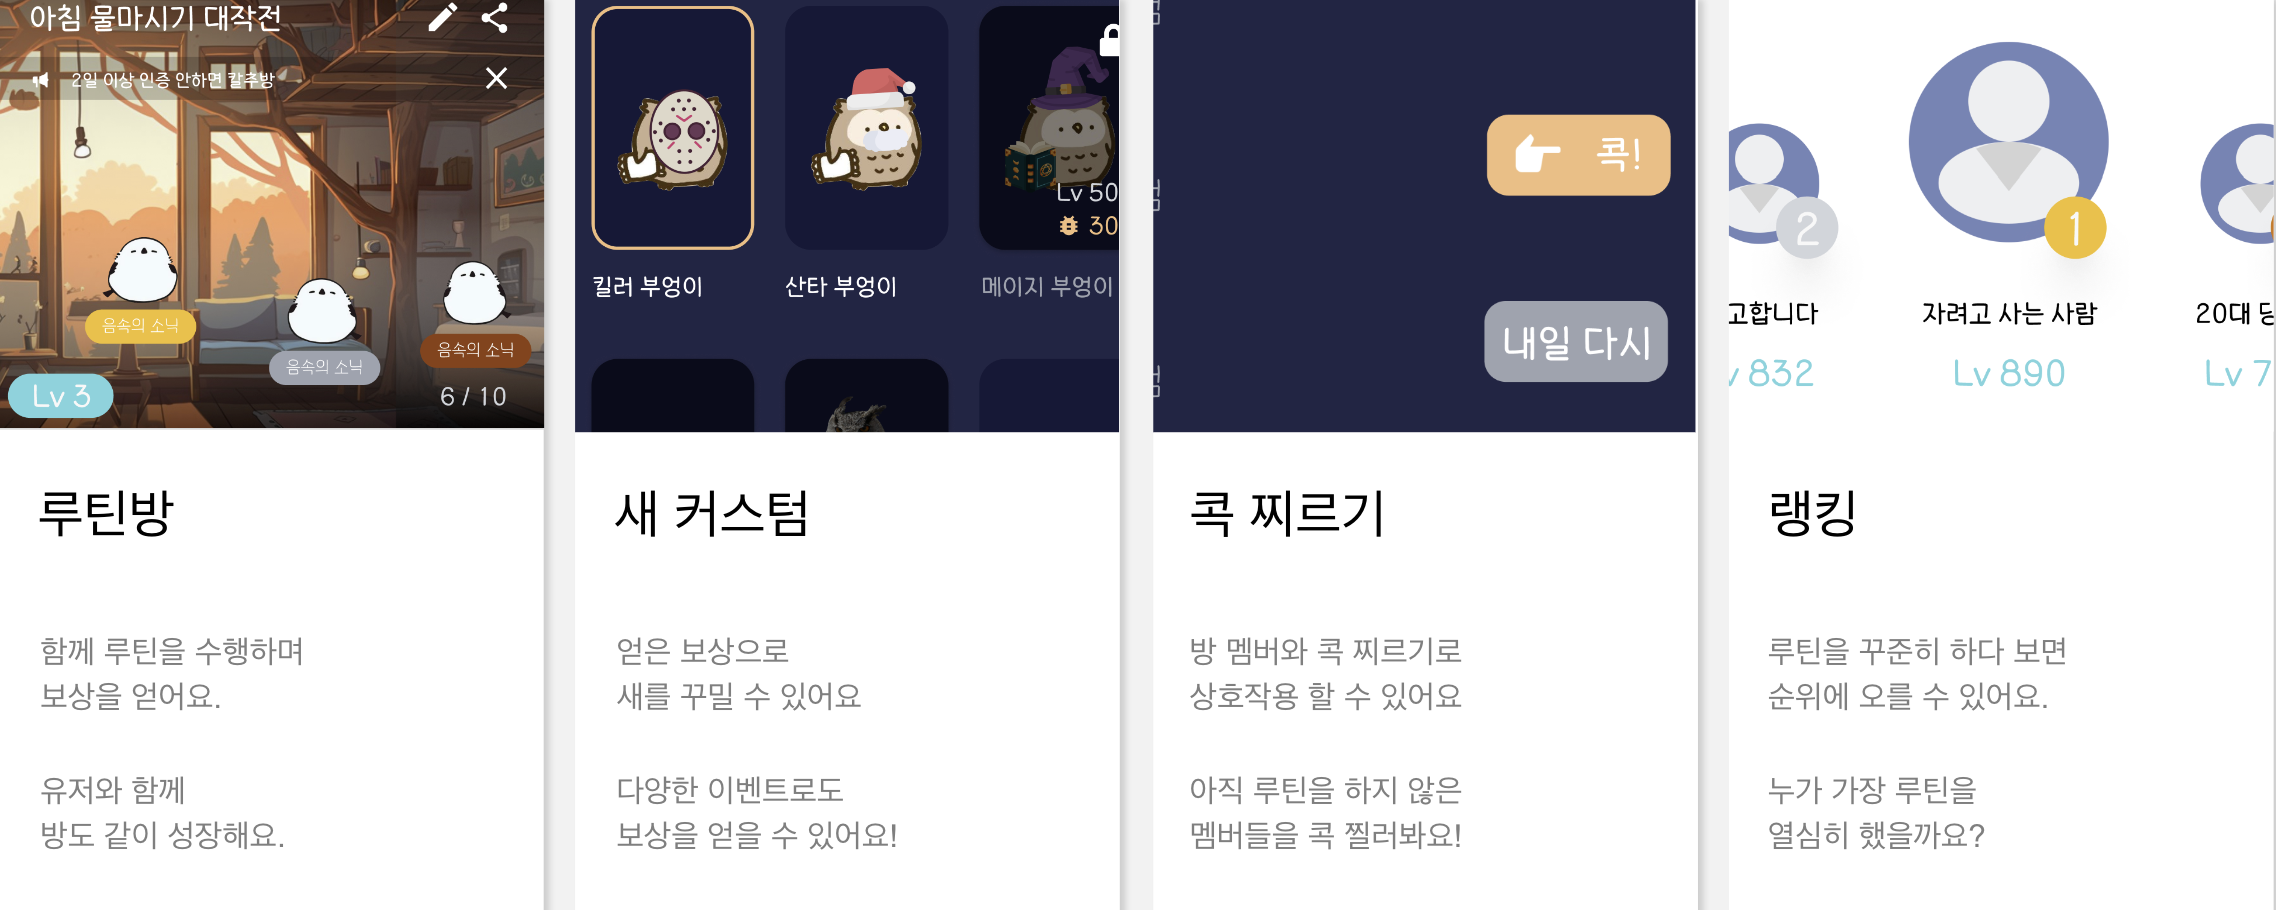 아침 물마시기 대작전
2일 이상 인증 안하면 칼추방
음속의 소닉
음속의 소닉
음속의 소닉
Lv 3
6 / 10
루틴방
함께 루틴을 수행하며
보상을 얻어요.
유저와 함께
방도 같이 성장해요.
Lv 50
30
킬러 부엉이
산타 부엉이
메이지 부엉이
새 커스텀
얻은 보상으로
새를 꾸밀 수 있어요
다양한 이벤트로도
보상을 얻을 수 있어요!
콕!
내일 다시
콕 찌르기
방 멤버와 콕 찌르기로
상호작용 할 수 있어요
아직 루틴을 하지 않은
멤버들을 콕 찔러봐요!
2
1
고합니다
자려고 사는 사람
20대
832
Lv 890
Lv 7
랭킹
루틴을 꾸준히 하다 보면
순위에 오를 수 있어요.
누가 가장 루틴을
열심히 했을까요?